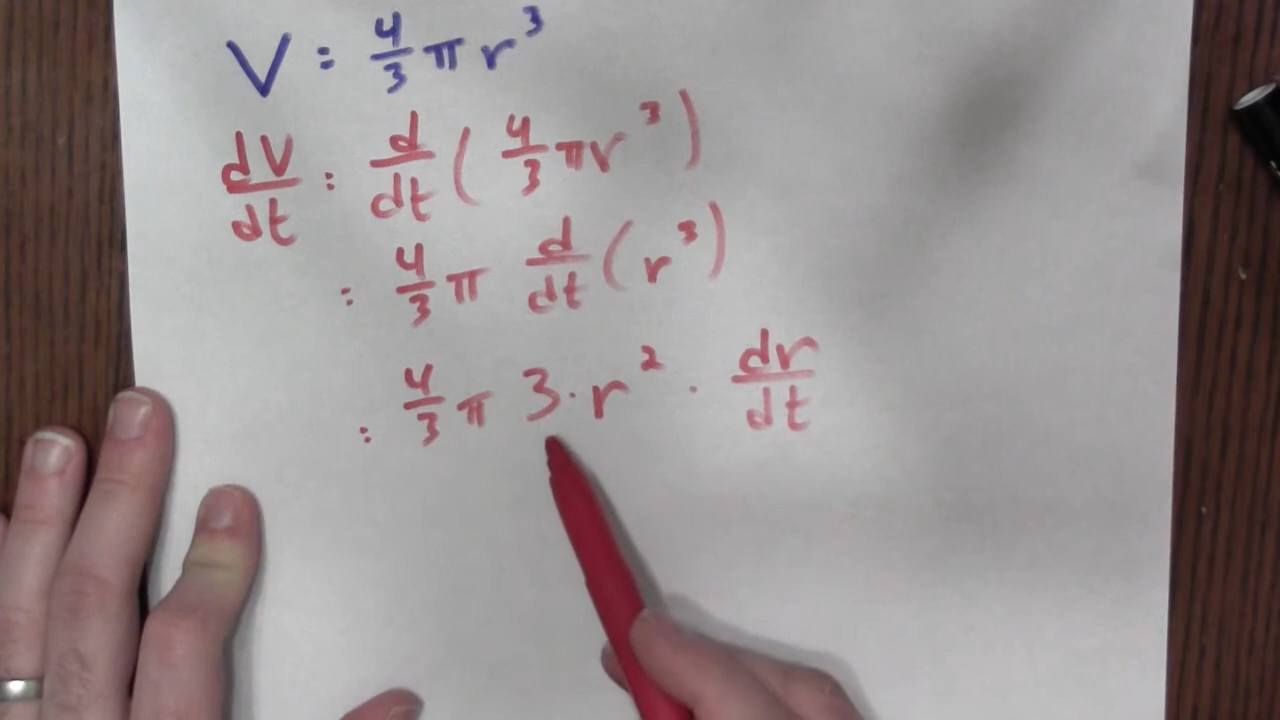 V = 4/3 π r³
dV/dt = d/dt ( 4/3 π r³ )
= 4/3 π d/dt ( r³ )
= 4/3 π 3 · r² · dr/dt